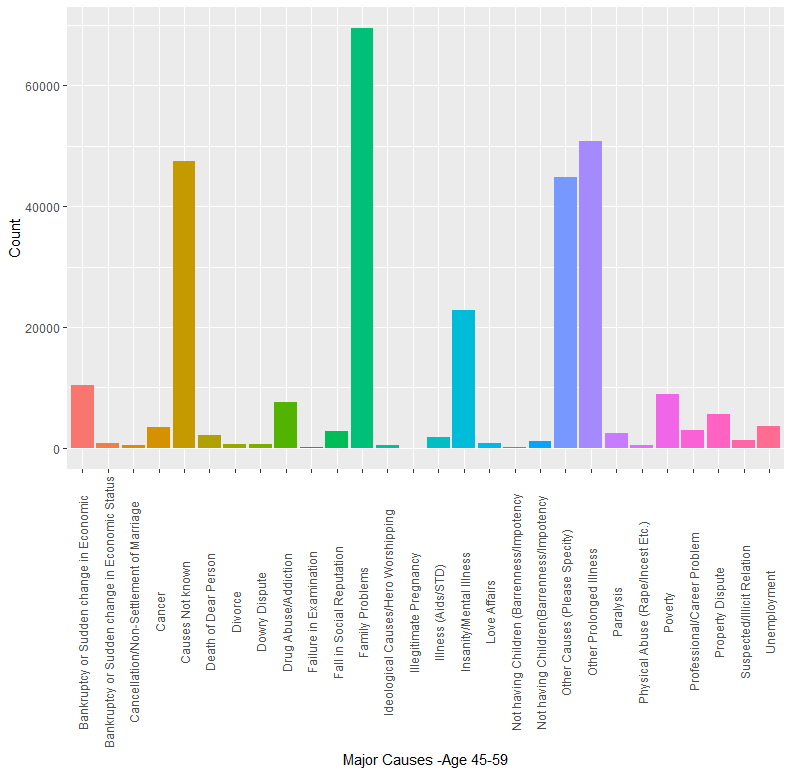 60000
40000
20000
0
Count
Bankruptcy or Sudden change in Economic
Bankruptcy or Sudden change in Economic Status
Cancellation/Non-Settlement of Marriage
Cancer
Causes Not known
Death of Dear Person
Divorce
Dowry Dispute
Drug Abuse/Addiction
Failure in Examination
Fall in Social Reputation
Family Problems
Ideological Causes/Hero Worshipping
Illegitimate Pregnancy
Illness (Aids/STD)
Insanity/Mental Illness
Love Affairs
Not having Children (Barrenness/Impotency
Not having Children(Barrenness/Impotency
Other Causes (Please Specity)
Other Prolonged Illness
Paralysis
Physical Abuse (Rape/Incest Etc.)
Poverty
Professional/Career Problem
Property Dispute
Suspected/Illicit Relation
Unemployment
Major Causes -Age 45-59